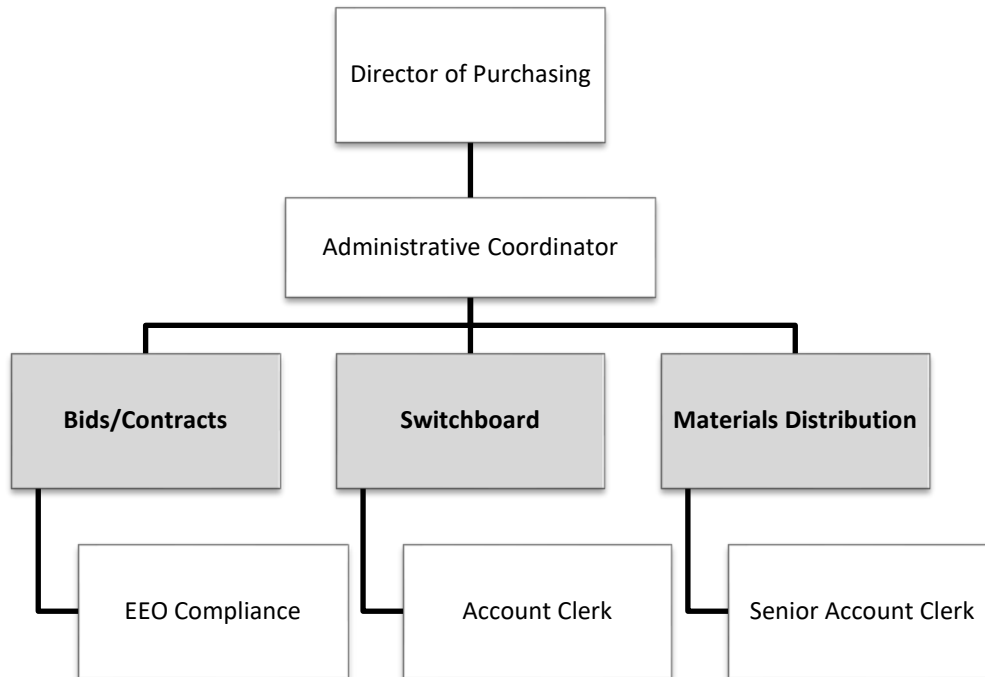 Director of Purchasing
Administrative Coordinator
Bids/Contracts
Switchboard
Materials Distribution
EEO Compliance
Account Clerk
Senior Account Clerk